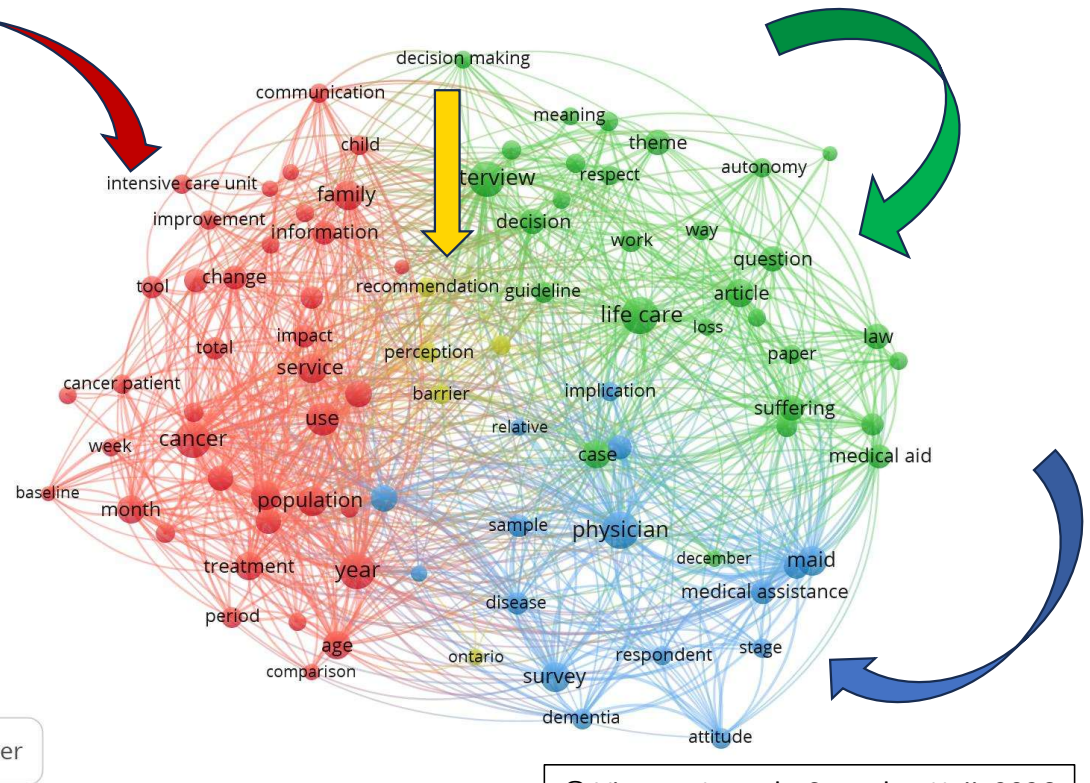 decision making
communication
meaning
theme
child
autonomy
respect
terview
intensive care unit
family
improvement
information
decision
work
way
question
change
tool
recommendation
guideline
article
life care
loss
law
impact
total
perception
paper
service
cancer patient
barrier
implication
suffering
use
relative
cancer
week
case
medical aid
baseline
population
month
sample
physician
december
maid
treatment
year
medical assistance
disease
period
age
ontario
respondent
stage
comparison
survey
dementia
attitude
er